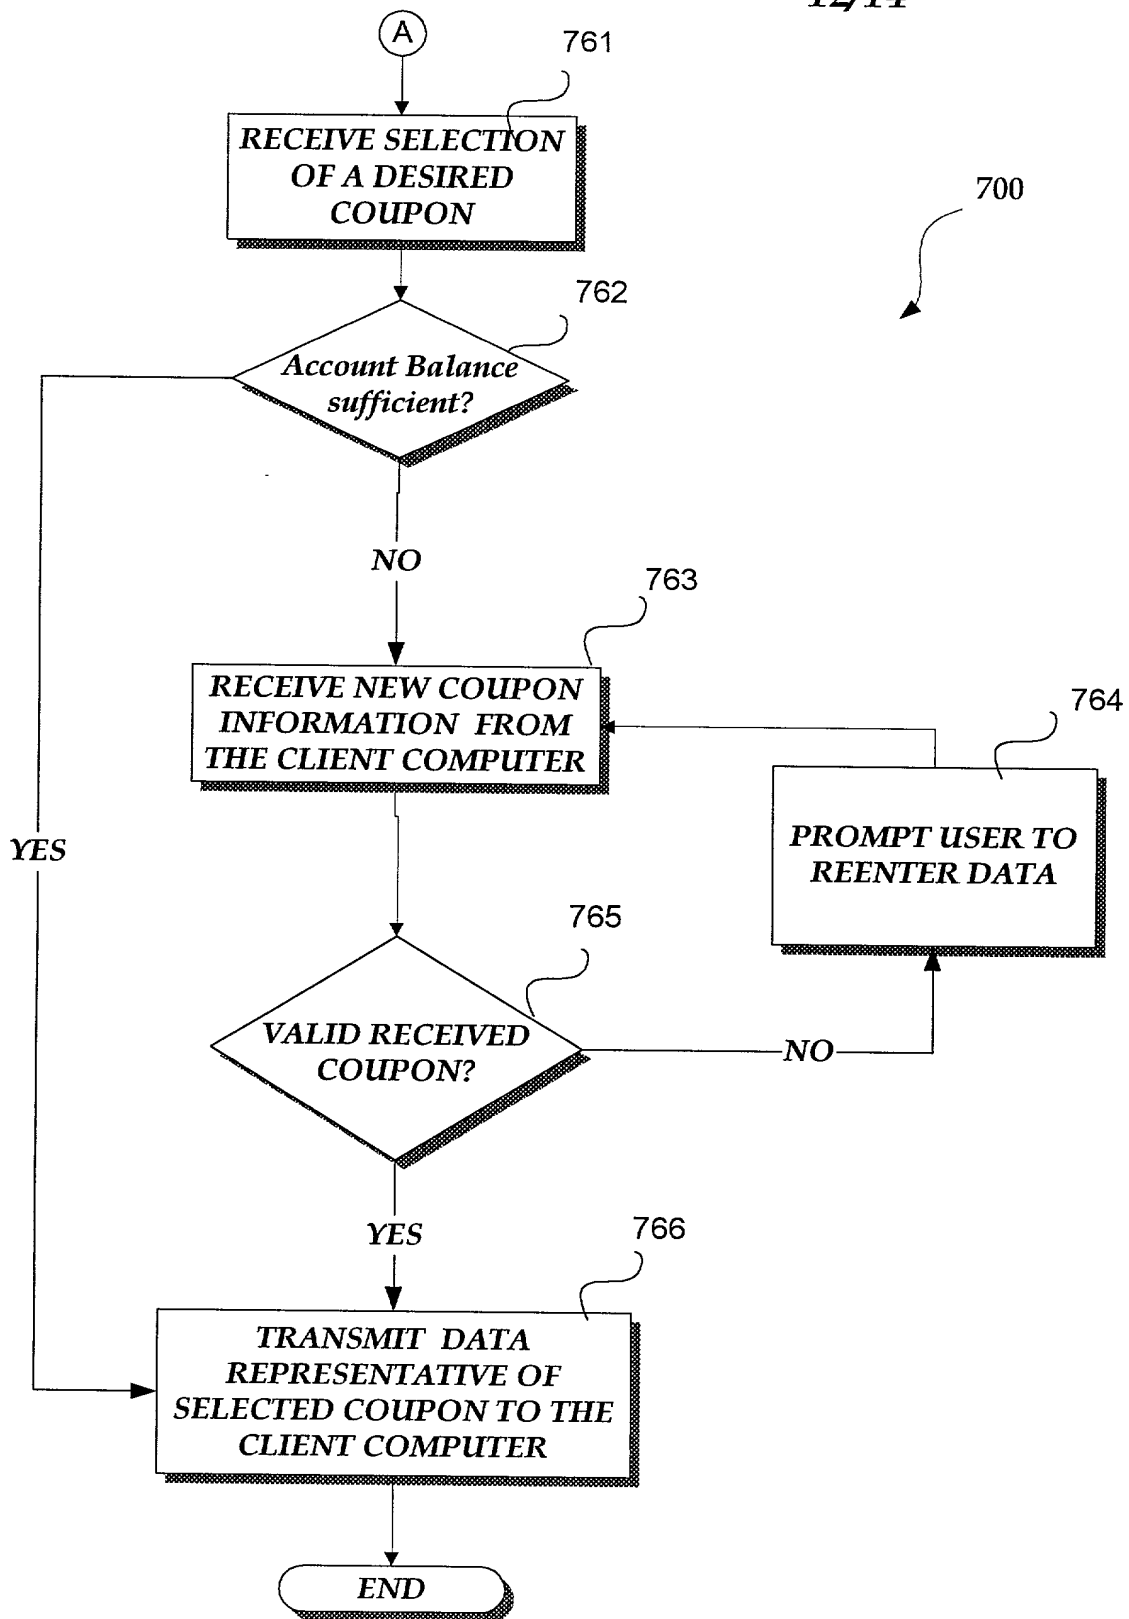 A
761
RECEIVE SELECTION
OF A DESIRED
COUPON
700
762
Account Balance
sufficient?
NO
763
RECEIVE NEW COUPON
INFORMATION FROM
THE CLIENT COMPUTER
764
PROMPT USER TO
REENTER DATA
YES
765
VALID RECEIVED
COUPON?
NO
YES
766
TRANSMIT DATA
REPRESENTATIVE OF
SELECTED COUPON TO THE
CLIENT COMPUTER
END